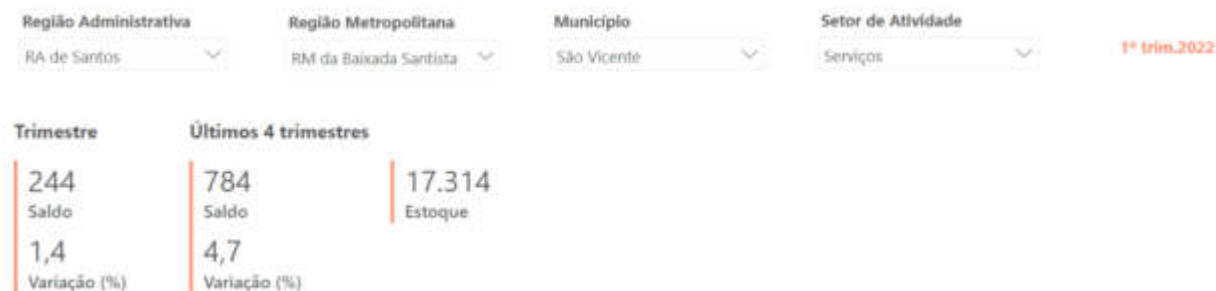 Região Administrativa Região Metropolitana Município Setor de Atividade
RA de Santos RM da Baixada Santista São Vicente Serviços 1º trim.2022
Trimestre Últimos 4 trimestres
244 784 17.314
Saldo Saldo Estoque
1,4 4,7
Variação (%) Variação (%)